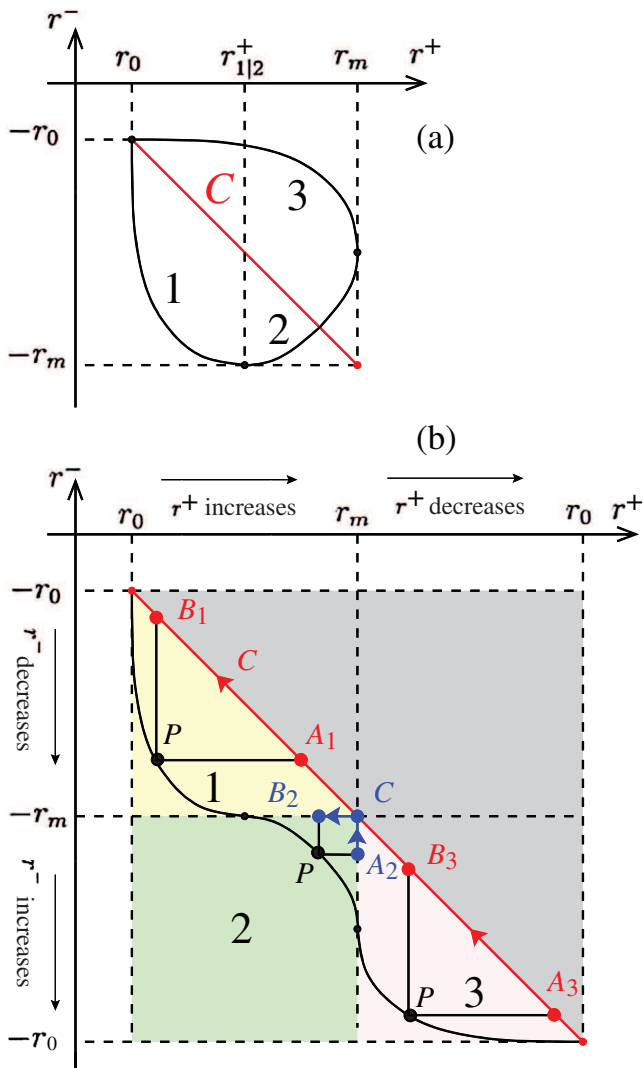 r⁻
r₀ r⁺₁|₂ r_m r⁺
−r₀
(a)
C
3
1
2
−r_m
(b)
r⁻
r⁺ increases r⁺ decreases
r₀ r_m r₀ r⁺
−r₀
B₁
r⁻ decreases
C
P A₁
1
B₂ C
−r_m
P A₂ B₃
r⁻ increases
2
P 3 A₃
−r₀